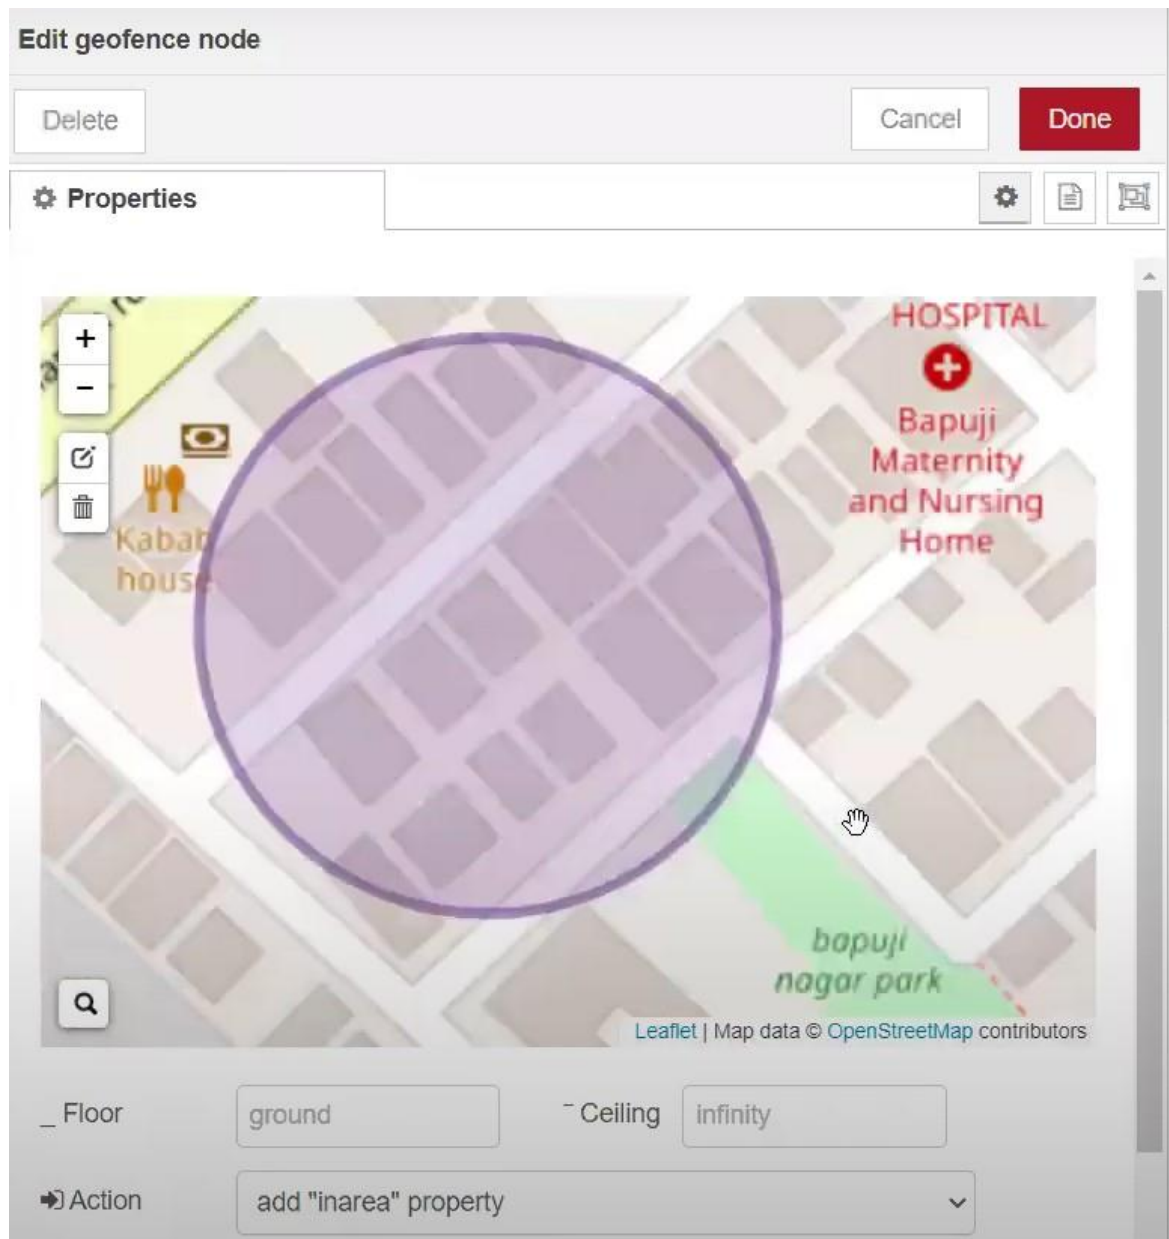 Edit geofence node
Delete
Cancel
Done
Properties
+
−
HOSPITAL
Bapuji
Maternity
and Nursing
Home
Kabab
house
bapuji
nagar park
Leaflet | Map data © OpenStreetMap contributors
Floor
ground
Ceiling
infinity
Action
add "inarea" property